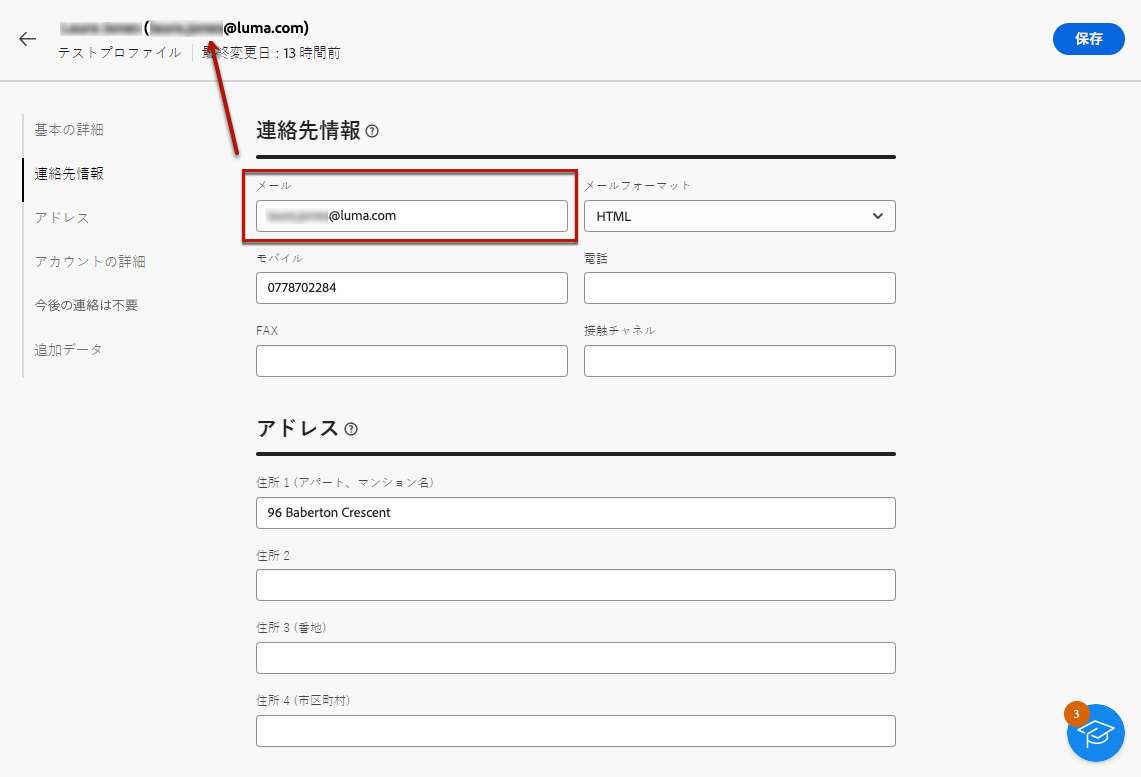 @luma.com)
テストプロファイル
最終変更日 : 13 時間前
保存
基本の詳細
連絡先情報
アドレス
アカウントの詳細
今後の連絡は不要
追加データ
連絡先情報
メール
@luma.com
メールフォーマット
HTML
モバイル
0778702284
電話
FAX
接触チャネル
アドレス
住所 1 (アパート、マンション名)
96 Baberton Crescent
住所 2
住所 3 (番地)
住所 4 (市区町村)
3